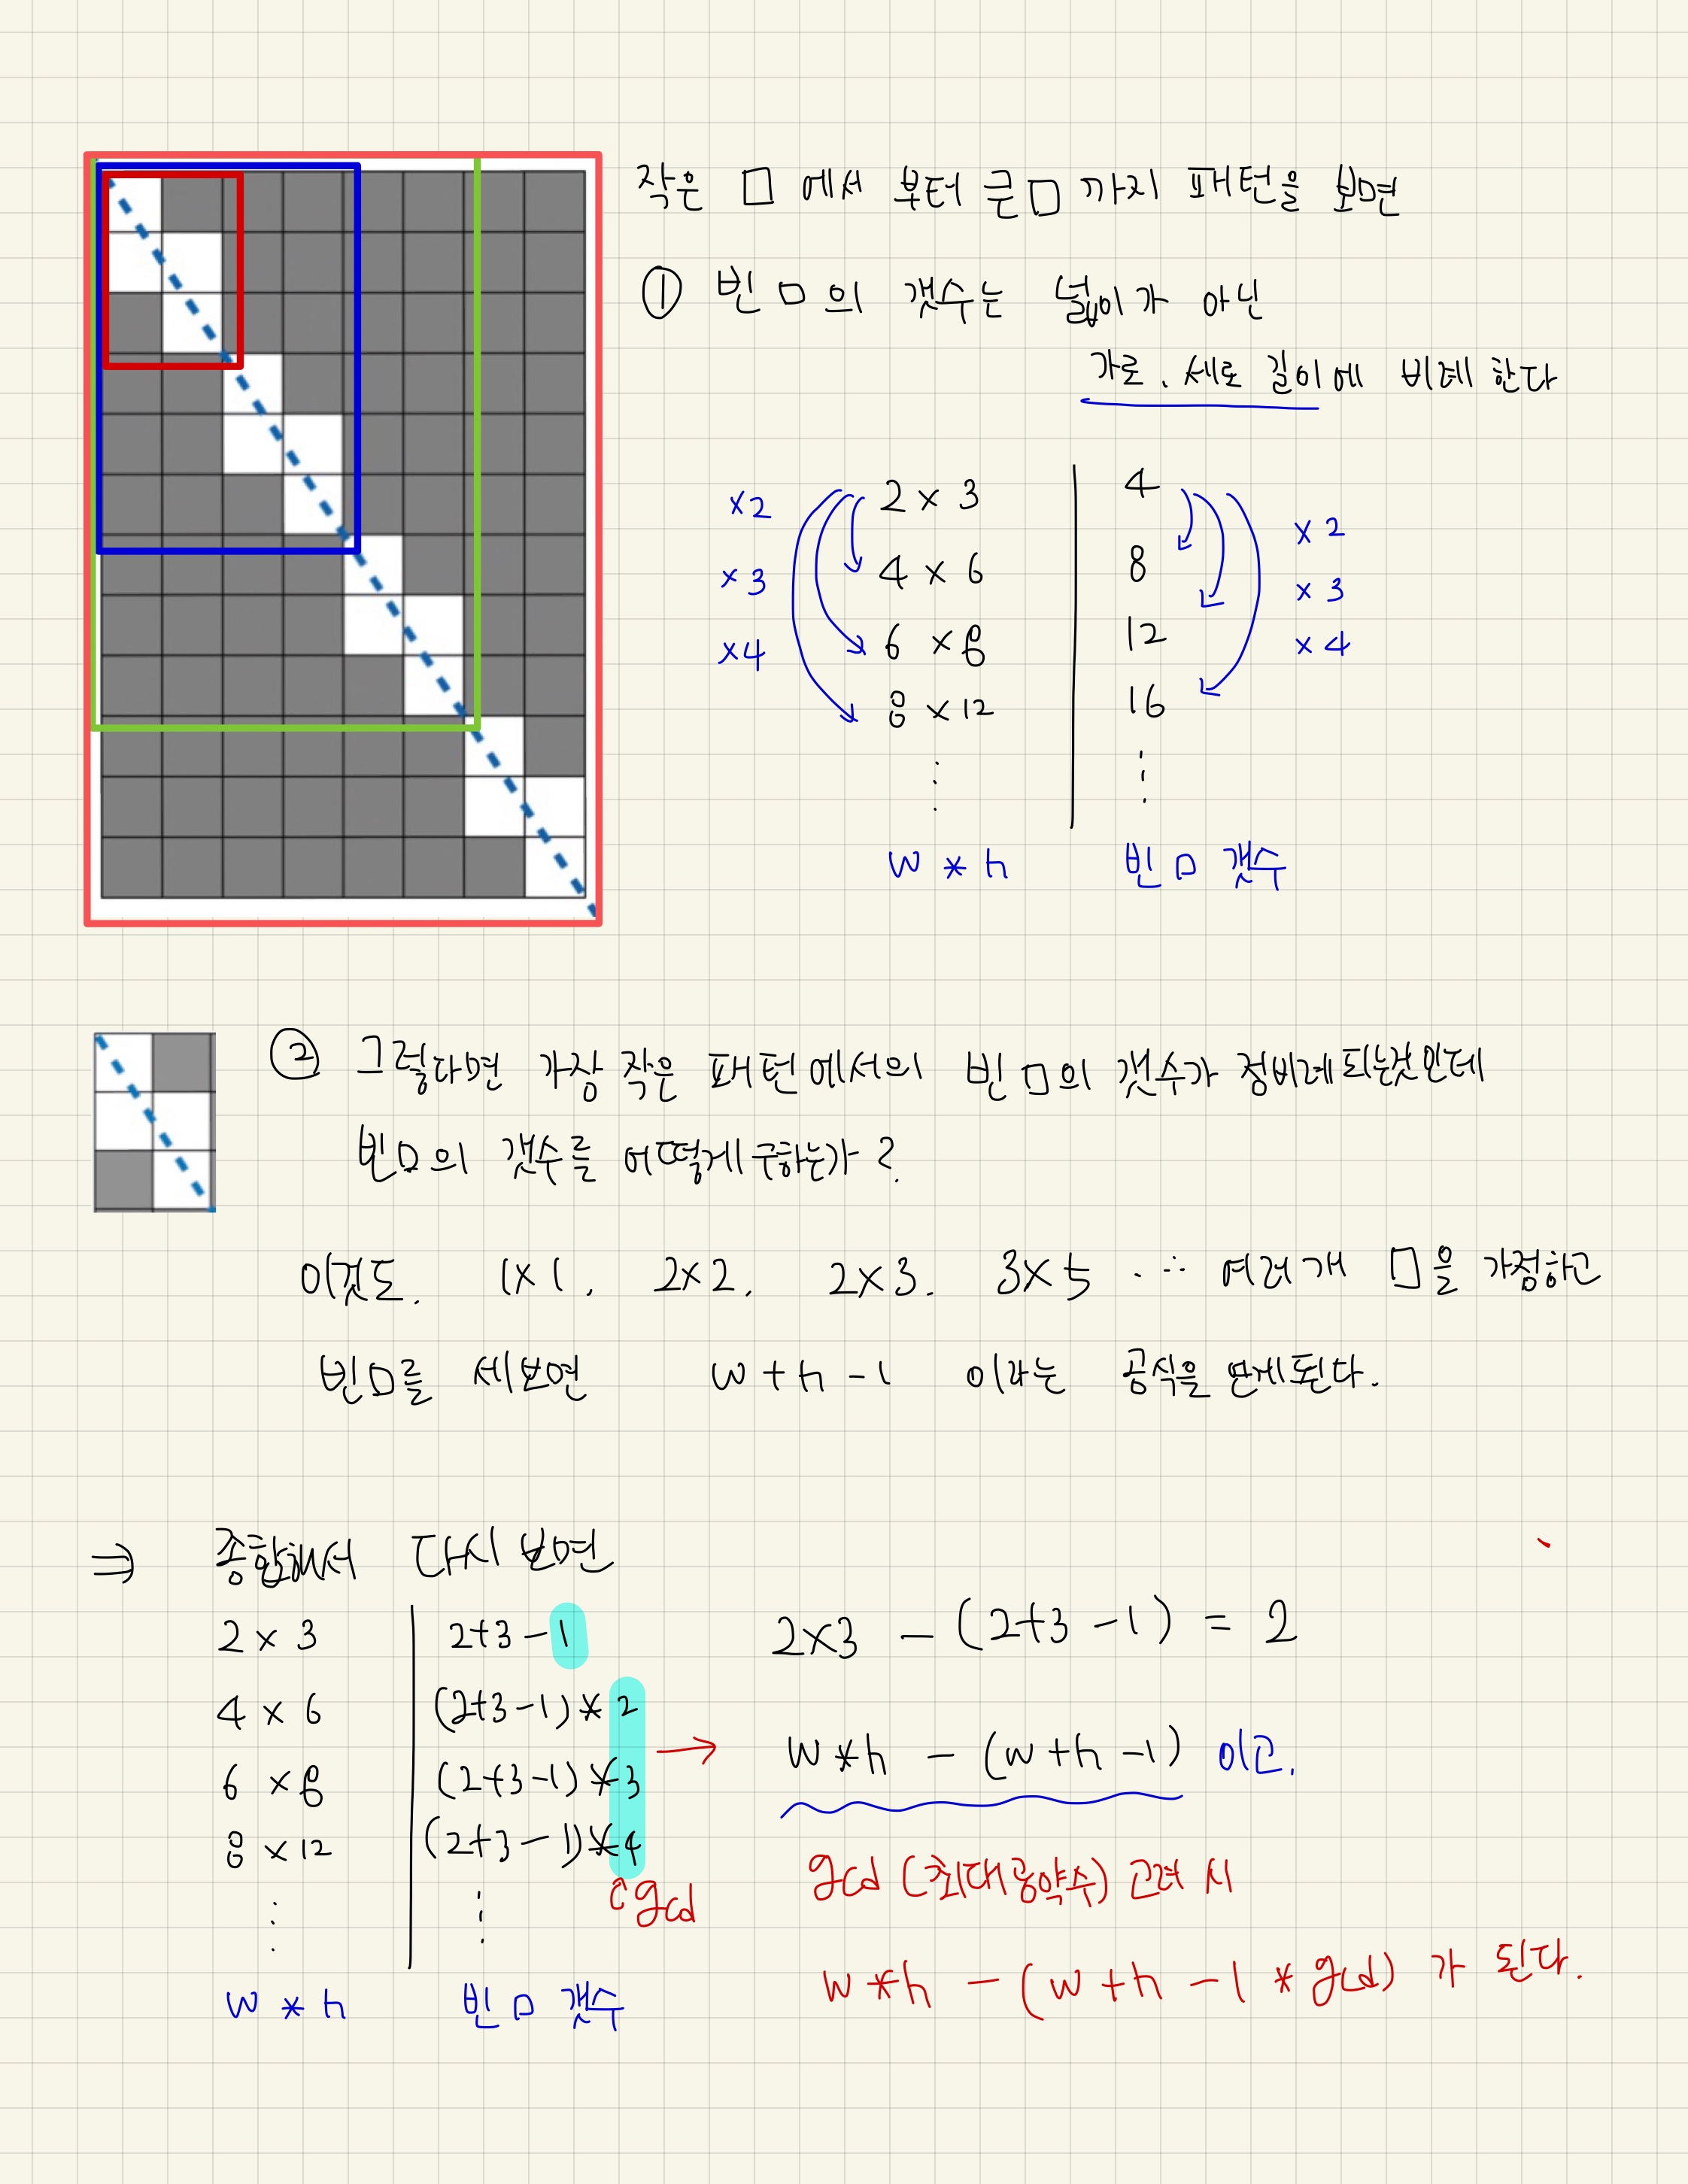 작은 □ 에서 부터 큰 □ 까지 패턴을 보면
① 빈 □ 의 갯수는 넓이가 아닌
가로, 세로 길이에 비례한다
×2 2 × 3 4 ×2
×3 4 × 6 8 ×3
×4 6 × 8 12 ×4
8 × 12 16
⋮ ⋮
w * h 빈 □ 갯수
② 그렇다면 가장 작은 패턴에서의 빈 □의 갯수가 정비례되는것인데
빈 □의 갯수를 어떻게구하는가?
이것도. 1×1, 2×2, 2×3. 3×5 ... 여러개 □을 가정하고
빈□를 세보면 w + h - 1 이라는 공식을 얻게된다.
⇒ 종합해서 다시 보면
2 × 3 2+3-1
4 × 6 (2+3-1)*2
6 × 8 (2+3-1)*3
8 × 12 (2+3-1)*4
⋮ ⋮ gcd
w * h 빈 □ 갯수
2×3 - (2+3-1) = 2
→ w*h - (w+h-1) 이고.
gcd (최대공약수) 고려 시
w*h - (w+h-1 * gcd) 가 된다.